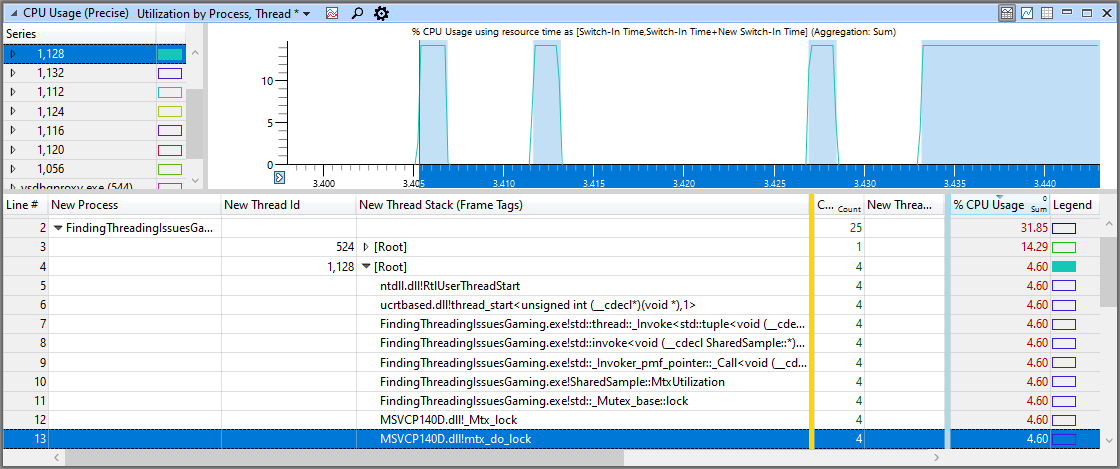 CPU Usage (Precise) Utilization by Process, Thread *
Series
1,128
1,132
1,112
1,124
1,116
1,120
1,056
vsdbgproxy.exe (544)
% CPU Usage using resource time as [Switch-In Time,Switch-In Time+New Switch-In Time] (Aggregation: Sum)
10
5
0
3.400 3.405 3.410 3.415 3.420 3.425 3.430 3.435 3.440
Line # New Process New Thread Id New Thread Stack (Frame Tags) C... Count New Threa... % CPU Usage 0 Sum Legend
2 FindingThreadingIssuesGa... 25 31.85
3 524 [Root] 1 14.29
4 1,128 [Root] 4 4.60
5 ntdll.dll!RtlUserThreadStart 4 4.60
6 ucrtbased.dll!thread_start<unsigned int (__cdecl*)(void *),1> 4 4.60
7 FindingThreadingIssuesGaming.exe!std::thread::_Invoke<std::tuple<void (__cde... 4 4.60
8 FindingThreadingIssuesGaming.exe!std::invoke<void (__cdecl SharedSample::*)... 4 4.60
9 FindingThreadingIssuesGaming.exe!std::_Invoker_pmf_pointer::_Call<void (__cd... 4 4.60
10 FindingThreadingIssuesGaming.exe!SharedSample::MtxUtilization 4 4.60
11 FindingThreadingIssuesGaming.exe!std::_Mutex_base::lock 4 4.60
12 MSVCP140D.dll!_Mtx_lock 4 4.60
13 MSVCP140D.dll!mtx_do_lock 4 4.60